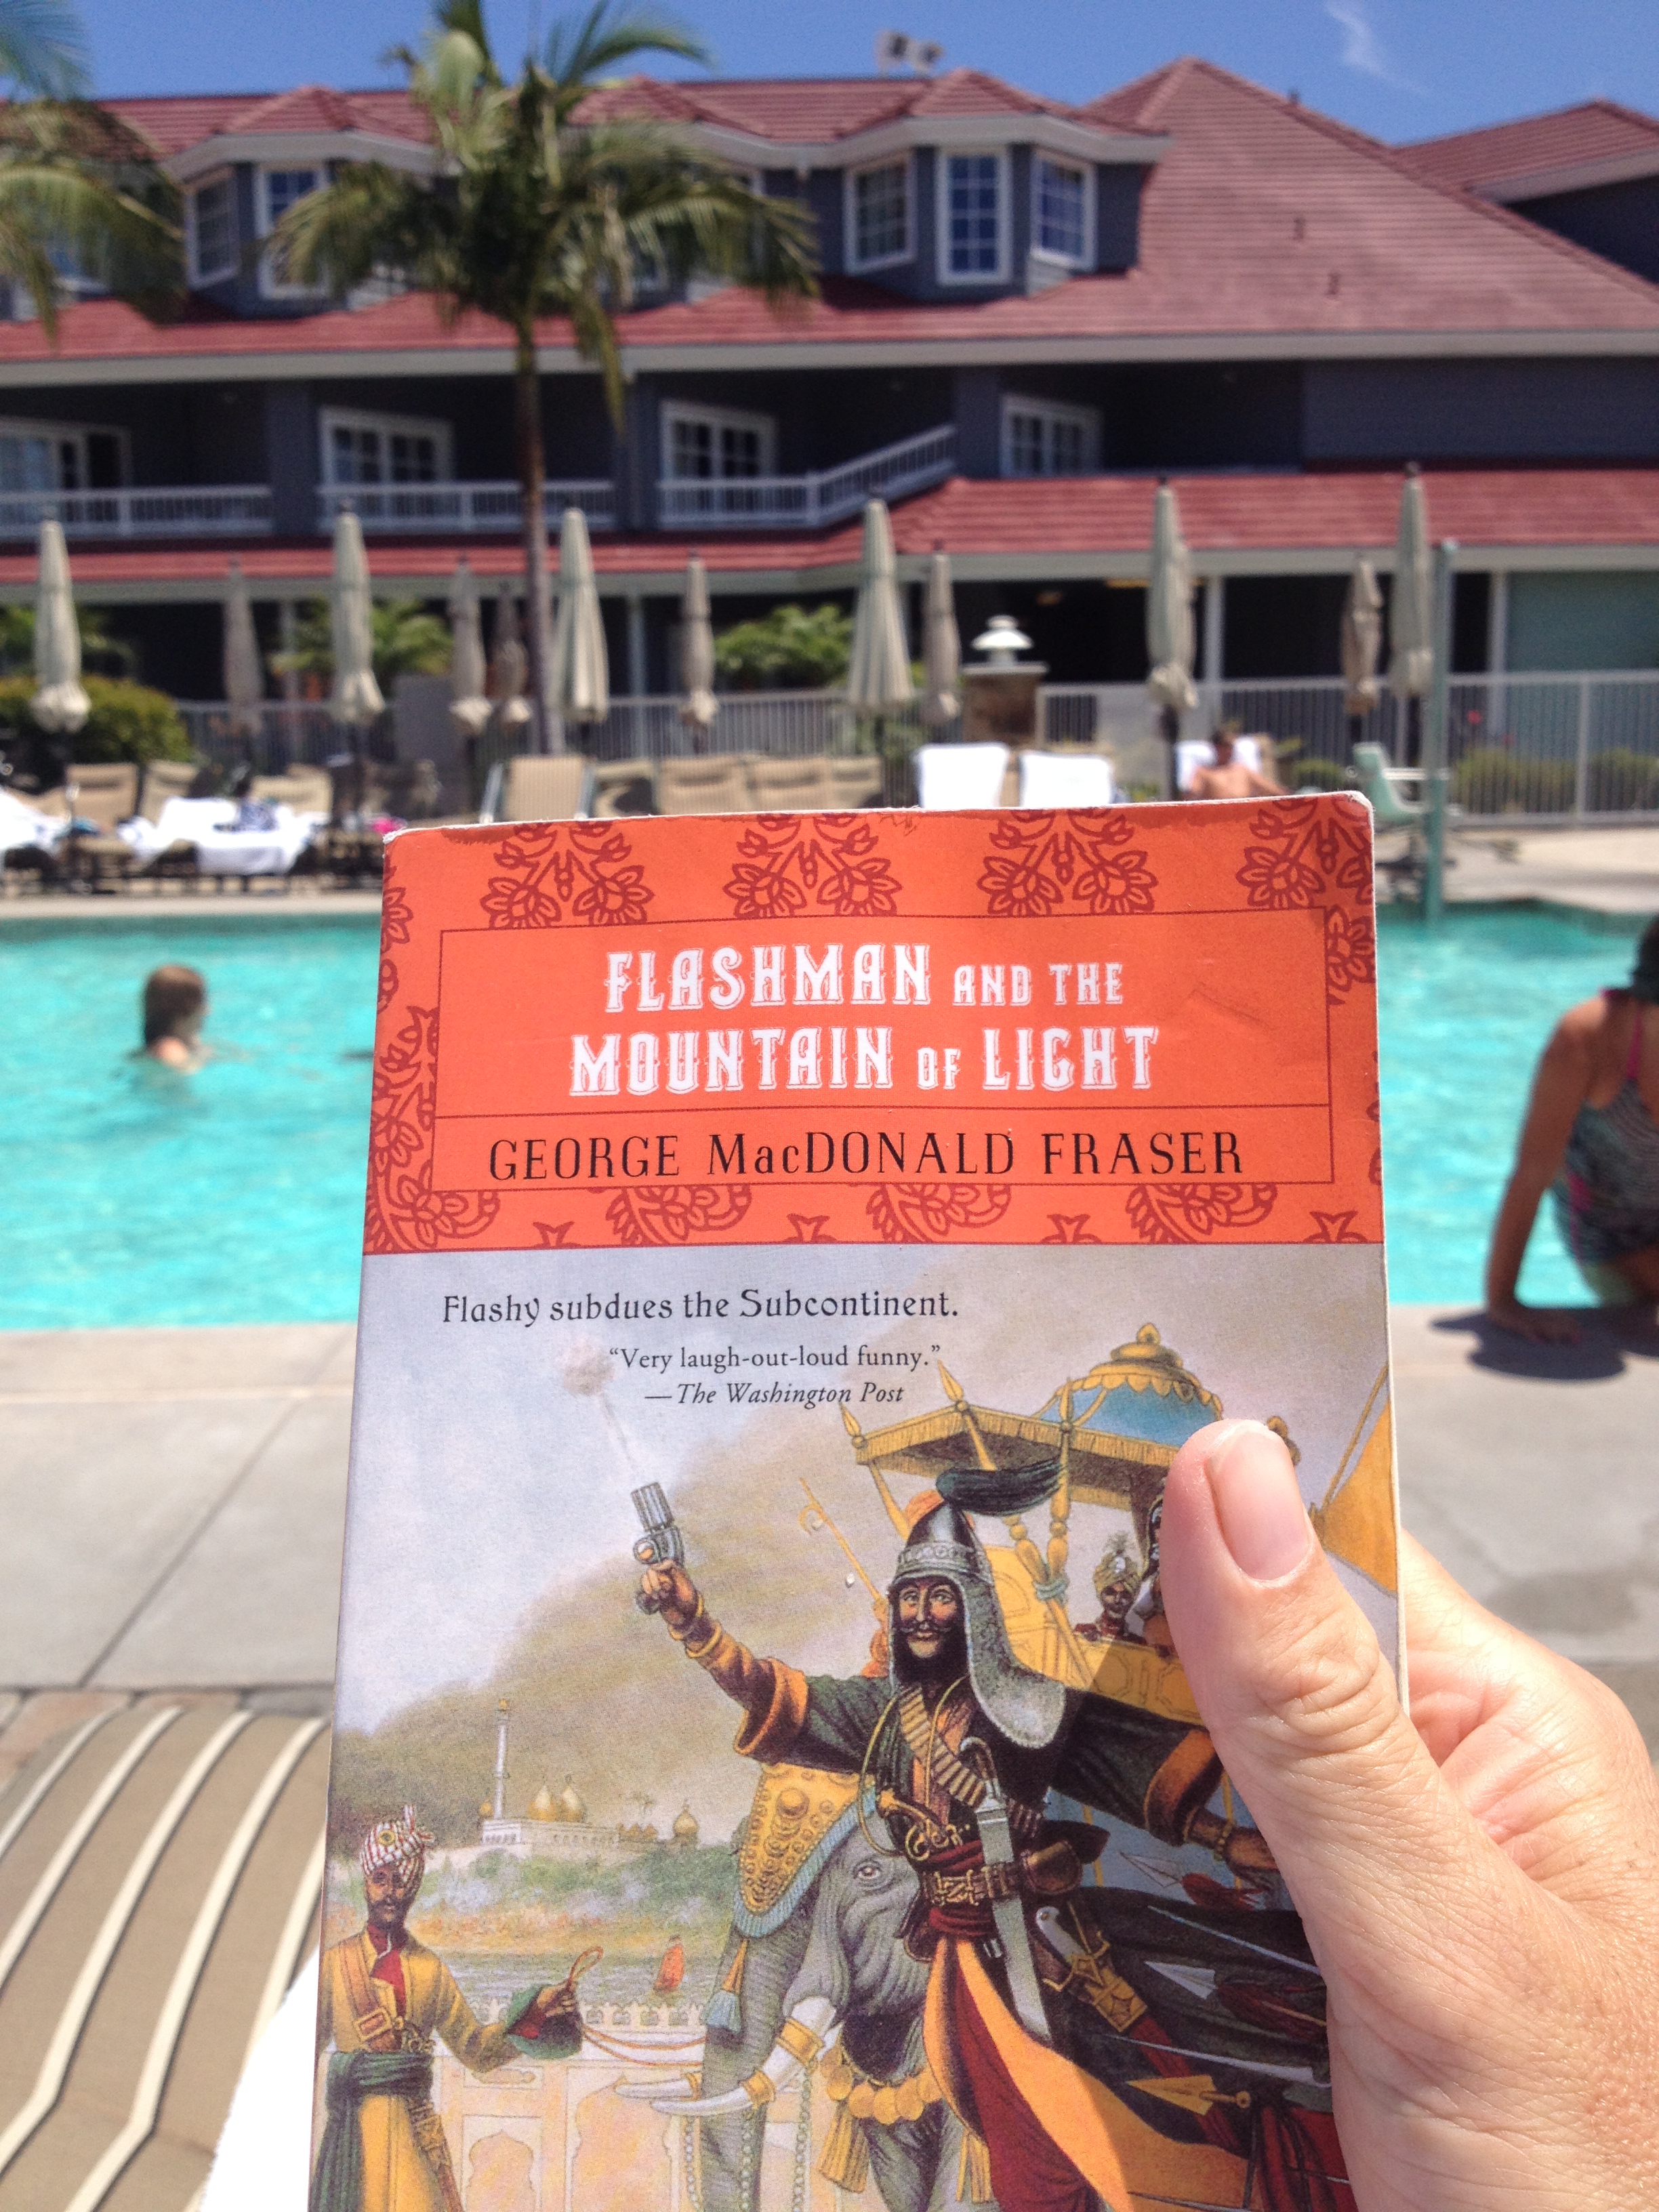 FLASHMAN AND THE
MOUNTAIN OF LIGHT
GEORGE MacDONALD FRASER
Flashy subdues the Subcontinent.
“Very laugh-out-loud funny.”
—The Washington Post